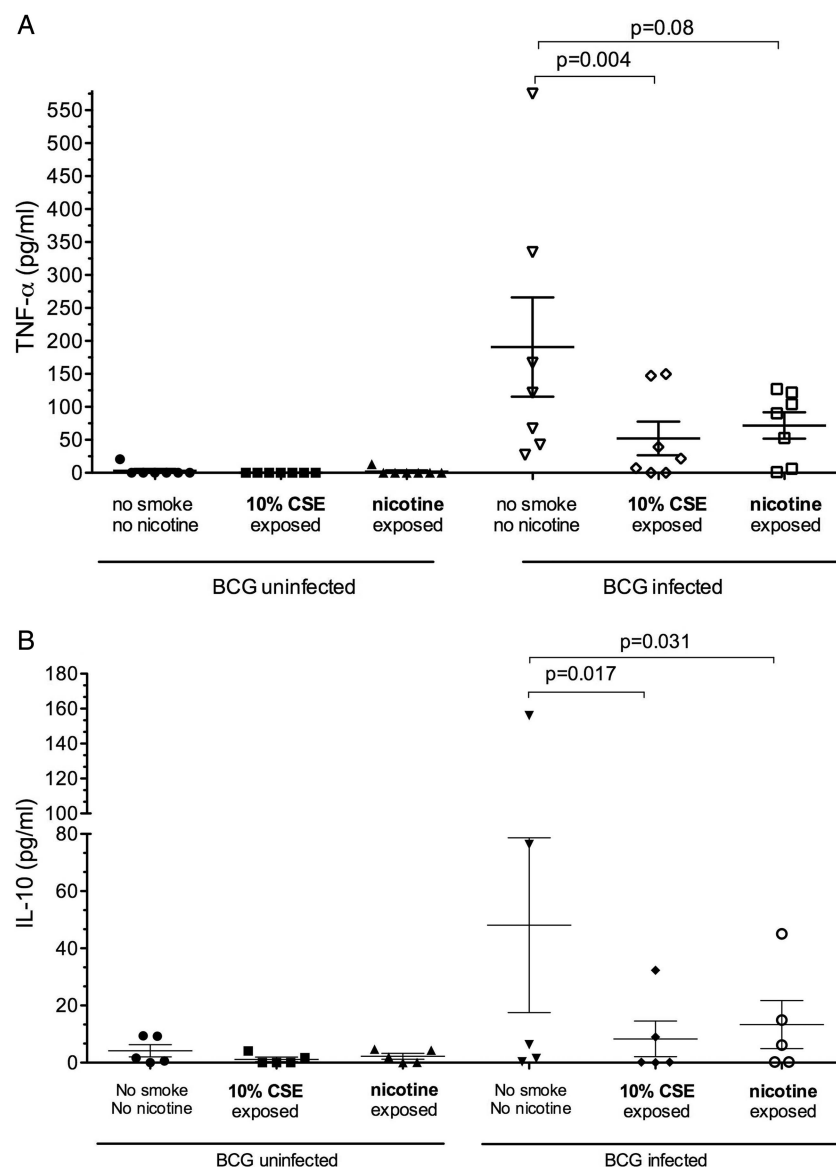 A
p=0.08
p=0.004
TNF-α (pg/ml)
550
500
450
400
350
300
250
200
150
100
50
0
no smoke
no nicotine
10% CSE
exposed
nicotine
exposed
no smoke
no nicotine
10% CSE
exposed
nicotine
exposed
BCG uninfected
BCG infected
B
p=0.031
p=0.017
IL-10 (pg/ml)
180
160
140
120
100
80
60
40
20
0
No smoke
No nicotine
10% CSE
exposed
nicotine
exposed
No smoke
No nicotine
10% CSE
exposed
nicotine
exposed
BCG uninfected
BCG infected